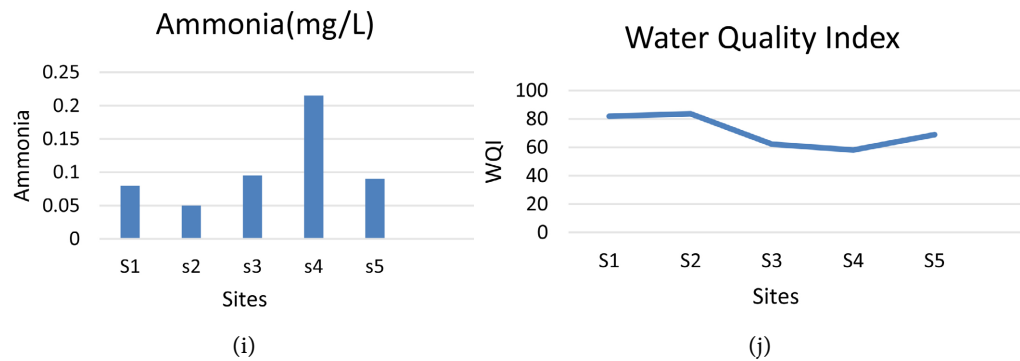 Ammonia(mg/L)
0.25
0.2
0.15
0.1
0.05
0
Ammonia
S1 s2 s3 s4 s5
Sites
(i)
Water Quality Index
100
80
60
40
20
0
WQI
S1 S2 S3 S4 S5
Sites
(j)